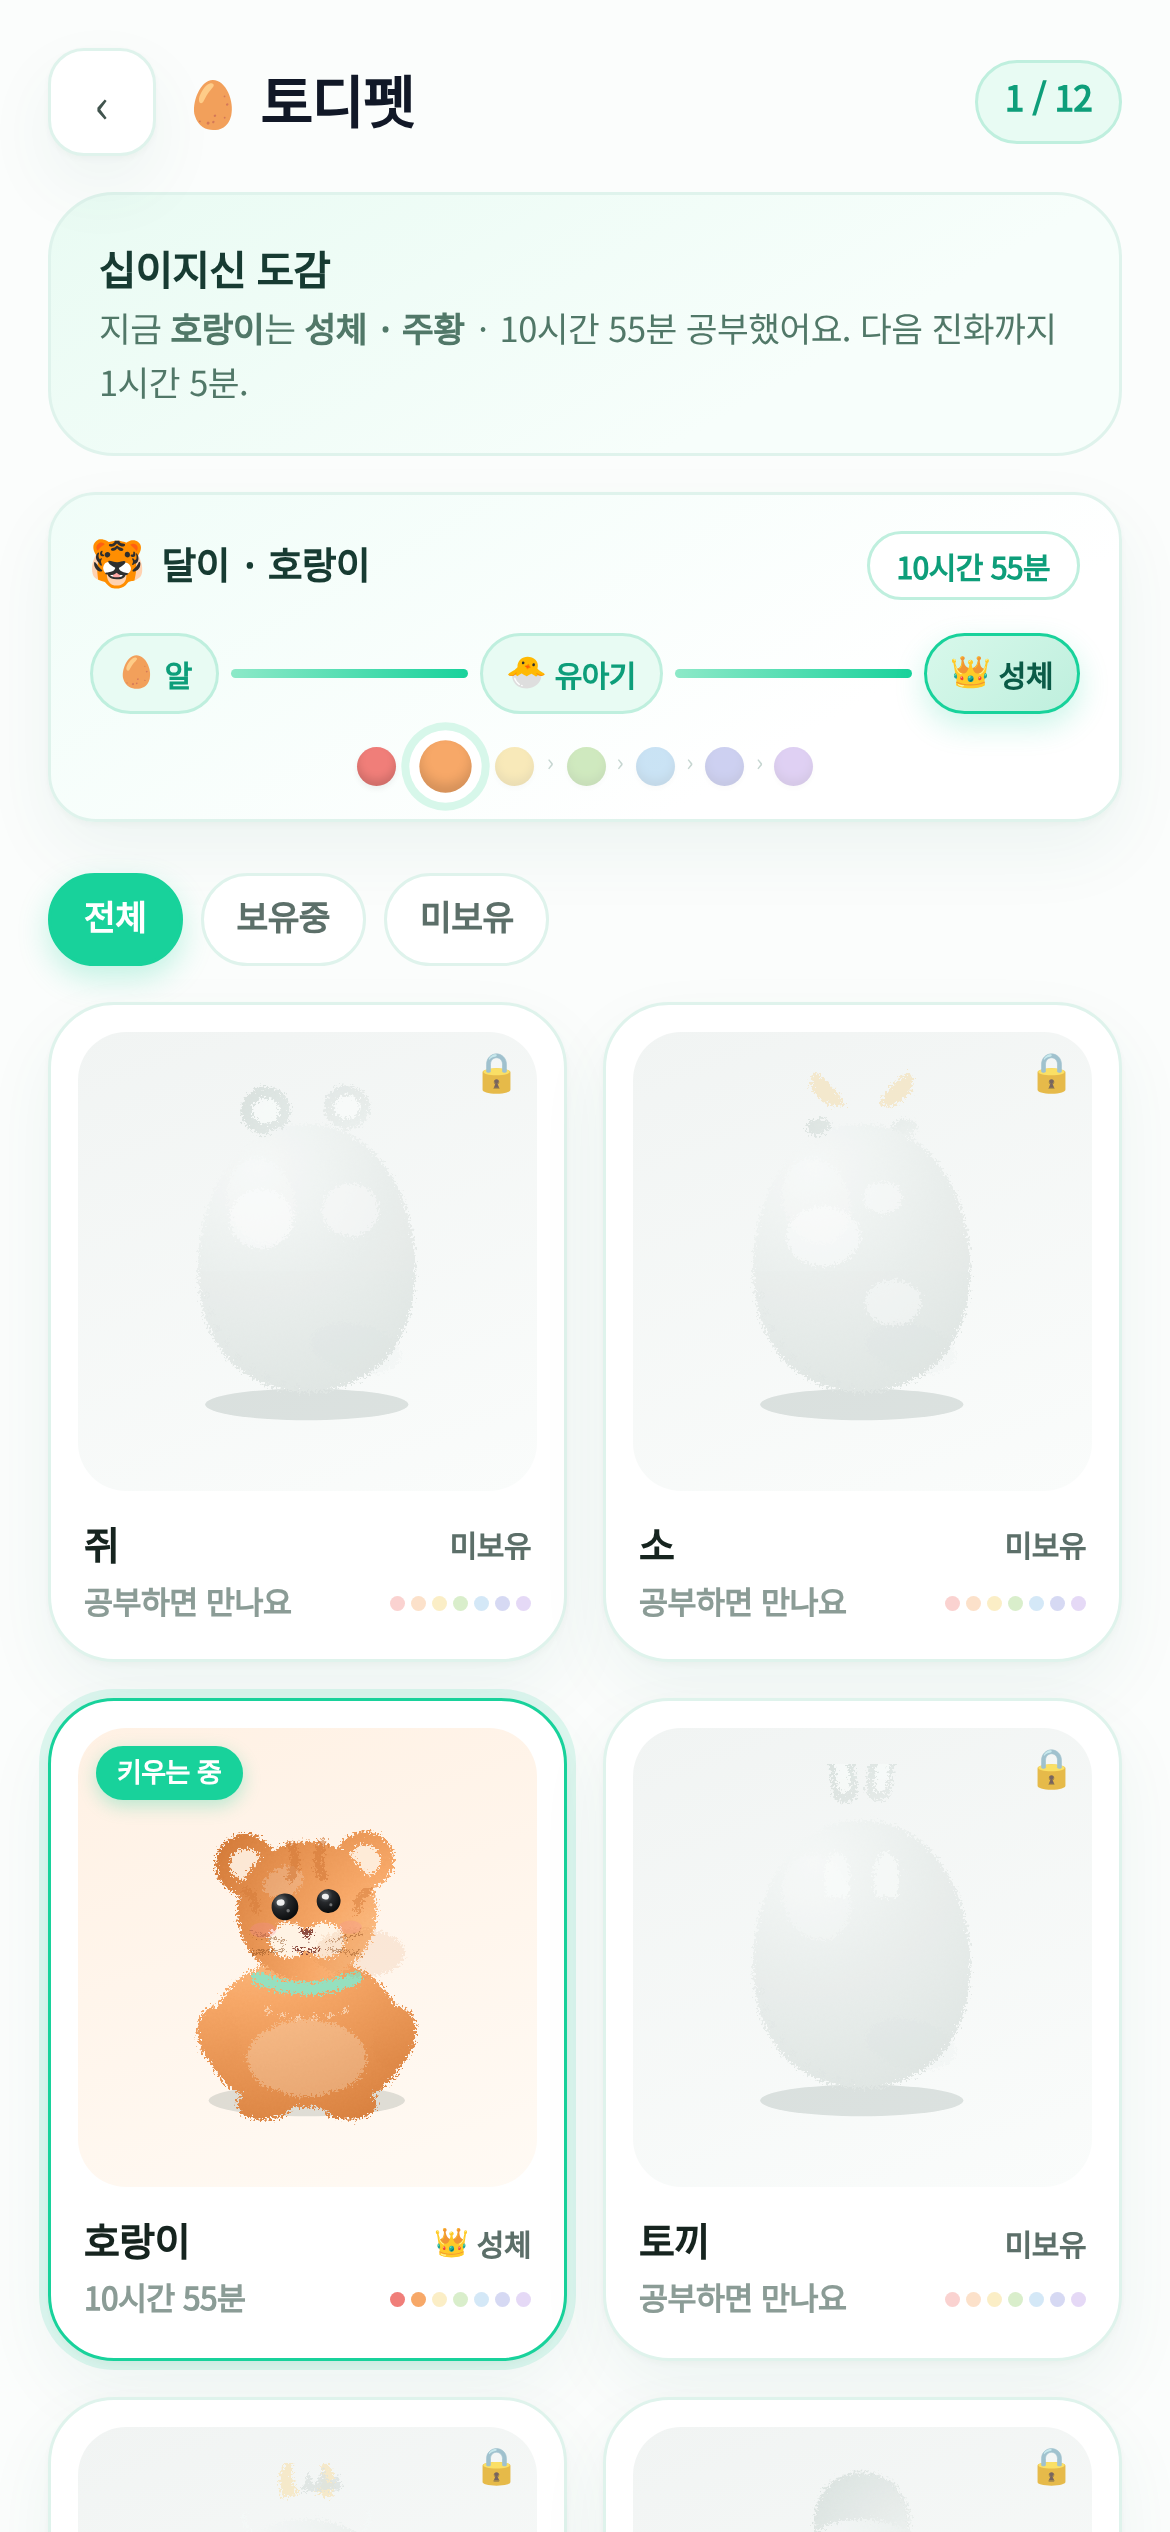 ‹ 토디펫 1 / 12
십이지신 도감
지금 호랑이는 성체 · 주황 · 10시간 55분 공부했어요. 다음 진화까지
1시간 5분.
달이 · 호랑이 10시간 55분
알 유아기 성체
› › › ›
전체 보유중 미보유
쥐 미보유
공부하면 만나요
소 미보유
공부하면 만나요
키우는 중
호랑이 성체
10시간 55분
토끼 미보유
공부하면 만나요